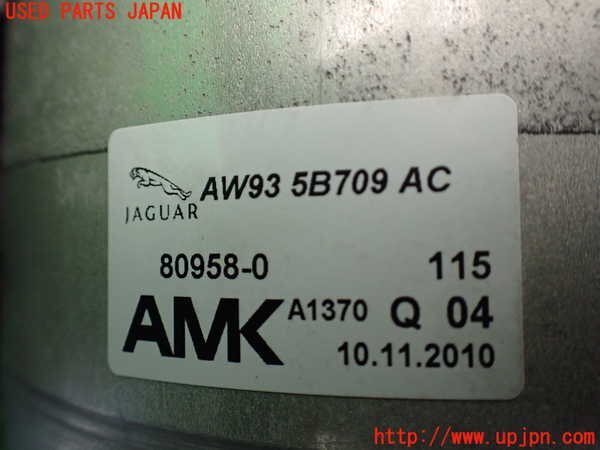 USED PARTS JAPAN
JAGUAR AW93 5B709 AC
80958-0 115
AMK A1370 Q 04
10.11.2010
http://www.upjpn.com/